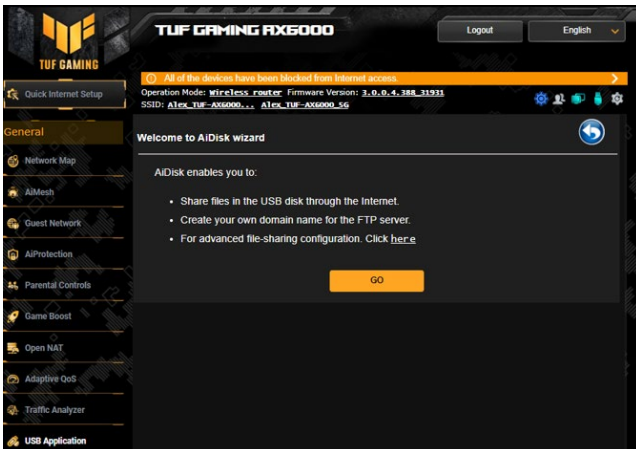 TUF GAMING AX6000
Logout
English
TUF GAMING
All of the devices have been blocked from Internet access.
Quick Internet Setup
Operation Mode: Wireless router Firmware Version: 3.0.0.4.388_31931
SSID: Alex_TUF-AX6000... Alex_TUF-AX6000_5G
General
Welcome to AiDisk wizard
Network Map
AiDisk enables you to:
AiMesh
• Share files in the USB disk through the Internet.
• Create your own domain name for the FTP server.
Guest Network
• For advanced file-sharing configuration. Click here
AiProtection
GO
Parental Controls
Game Boost
Open NAT
Adaptive QoS
Traffic Analyzer
USB Application